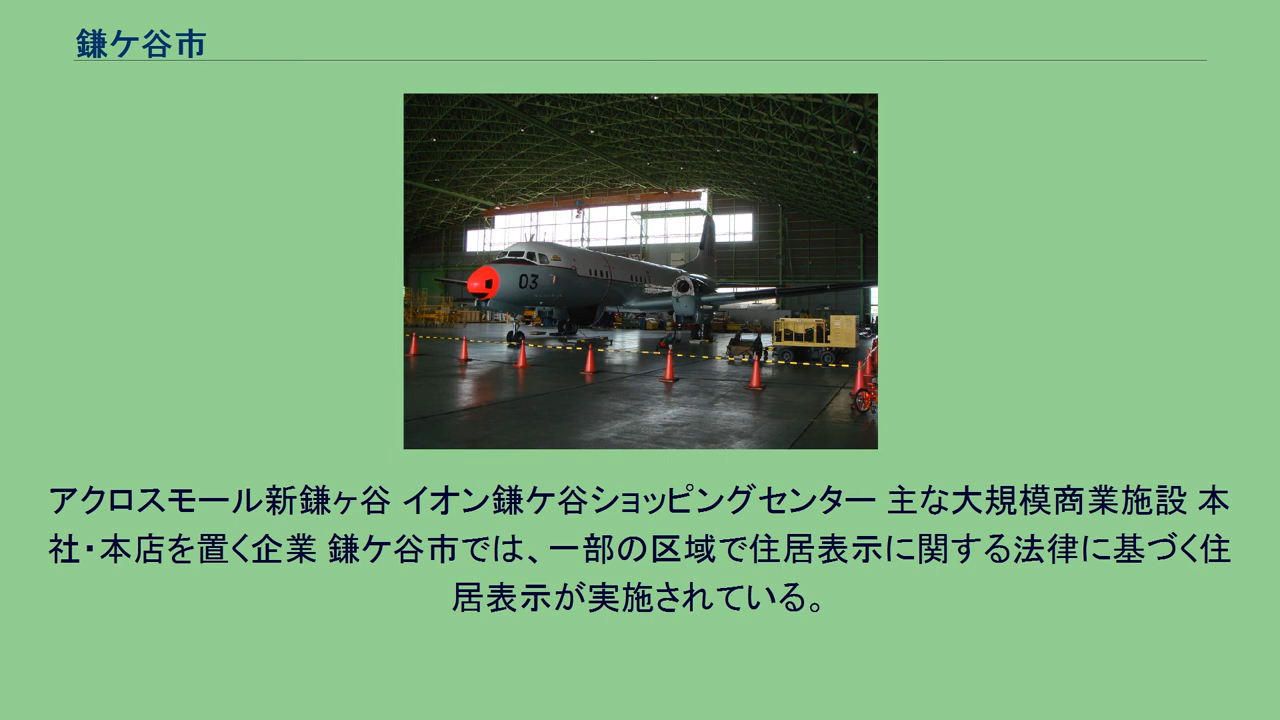 鎌ケ谷市
03
アクロスモール新鎌ヶ谷 イオン鎌ケ谷ショッピングセンター 主な大規模商業施設 本
社・本店を置く企業 鎌ケ谷市では、一部の区域で住居表示に関する法律に基づく住
居表示が実施されている。